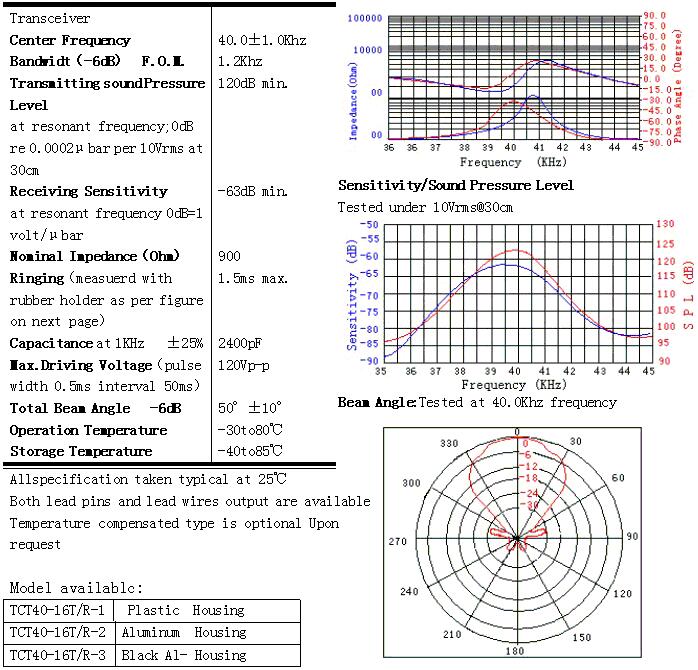 Transceiver
Center Frequency 40.0±1.0Khz
Bandwidt (-6dB) F.O.M. 1.2Khz
Transmitting soundPressure 120dB min.
Level
at resonant frequency;0dB
re 0.0002μbar per 10Vrms at
30cm
Receiving Sensitivity -63dB min.
at resonant frequency 0dB=1
volt/μbar
Nominal Impedance(Ohm) 900
Ringing(measuerd with 1.5ms max.
rubber holder as per figure
on next page)
Capacitance at 1KHz ±25% 2400pF
Max.Driving Voltage(pulse 120Vp-p
width 0.5ms interval 50ms)
Total Beam Angle -6dB 50° ±10°
Operation Temperature -30to80℃
Storage Temperature -40to85℃
Allspecification taken typical at 25℃
Both lead pins and lead wires output are available
Temperature compensated type is optional Upon
request
Model availablc:
TCT40-16T/R-1 Plastic Housing
TCT40-16T/R-2 Aluminum Housing
TCT40-16T/R-3 Black Al- Housing
100000
10000
00
00
Impedance(Ohm)
90.0
75.0
60.0
45.0
30.0
15.0
0.0
-15.0
-30.0
-45.0
-60.0
-75.0
-90.0
Phase Angle (Degree)
36 36 37 38 39 40 41 42 43 44 45
Frequency (KHz)
Sensitivity/Sound Pressure Level
Tested under 10Vrms@30cm
-50
-55
-60
-65
-70
-75
-80
-85
-90
Sensitivity (dB)
130
125
120
115
110
105
100
95
90
S P L (dB)
35 36 37 38 39 40 41 42 43 44 45
Frequency (KHz)
Beam Angle:Tested at 40.0Khz frequency
0
30
60
90
120
150
180
210
240
270
300
330
0
-6
-12
-18
-24
-30